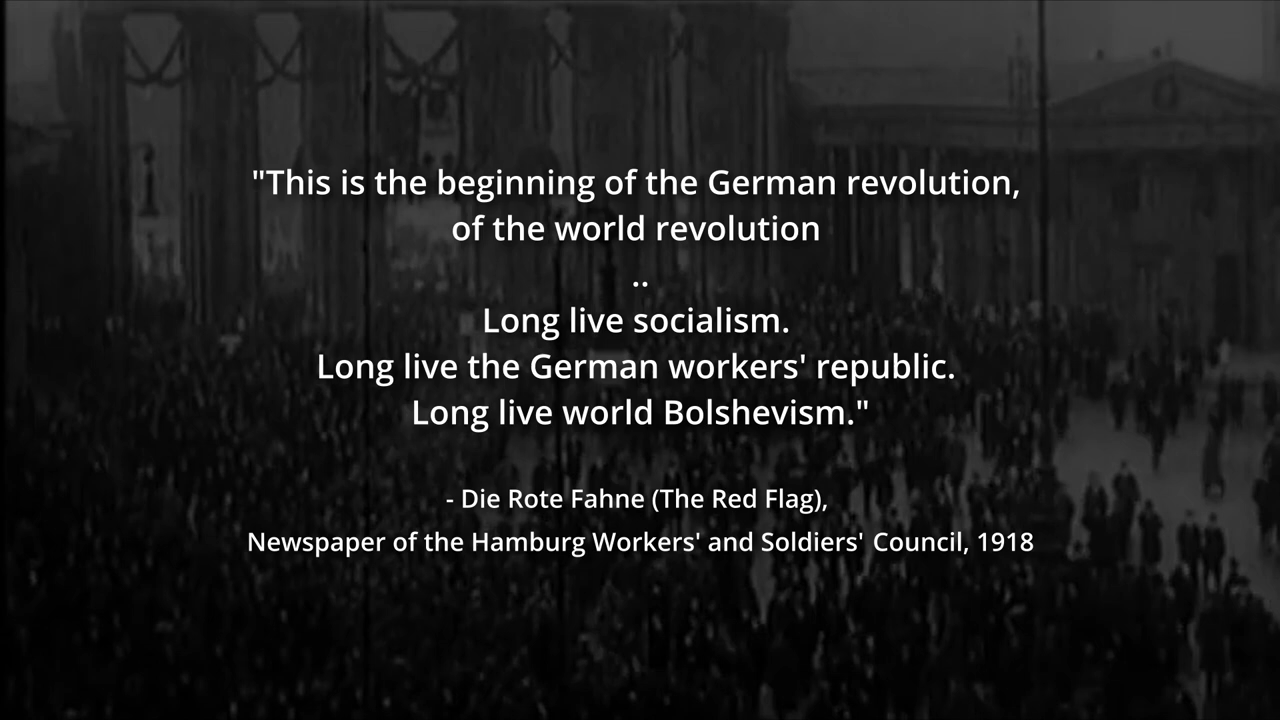 "This is the beginning of the German revolution,
of the world revolution
..
Long live socialism.
Long live the German workers' republic.
Long live world Bolshevism."
- Die Rote Fahne (The Red Flag),
Newspaper of the Hamburg Workers' and Soldiers' Council, 1918